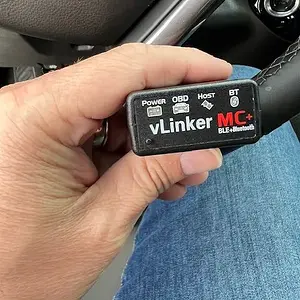 POWER OBD HOST BT
vLinker MC+
BLE+Bluetooth